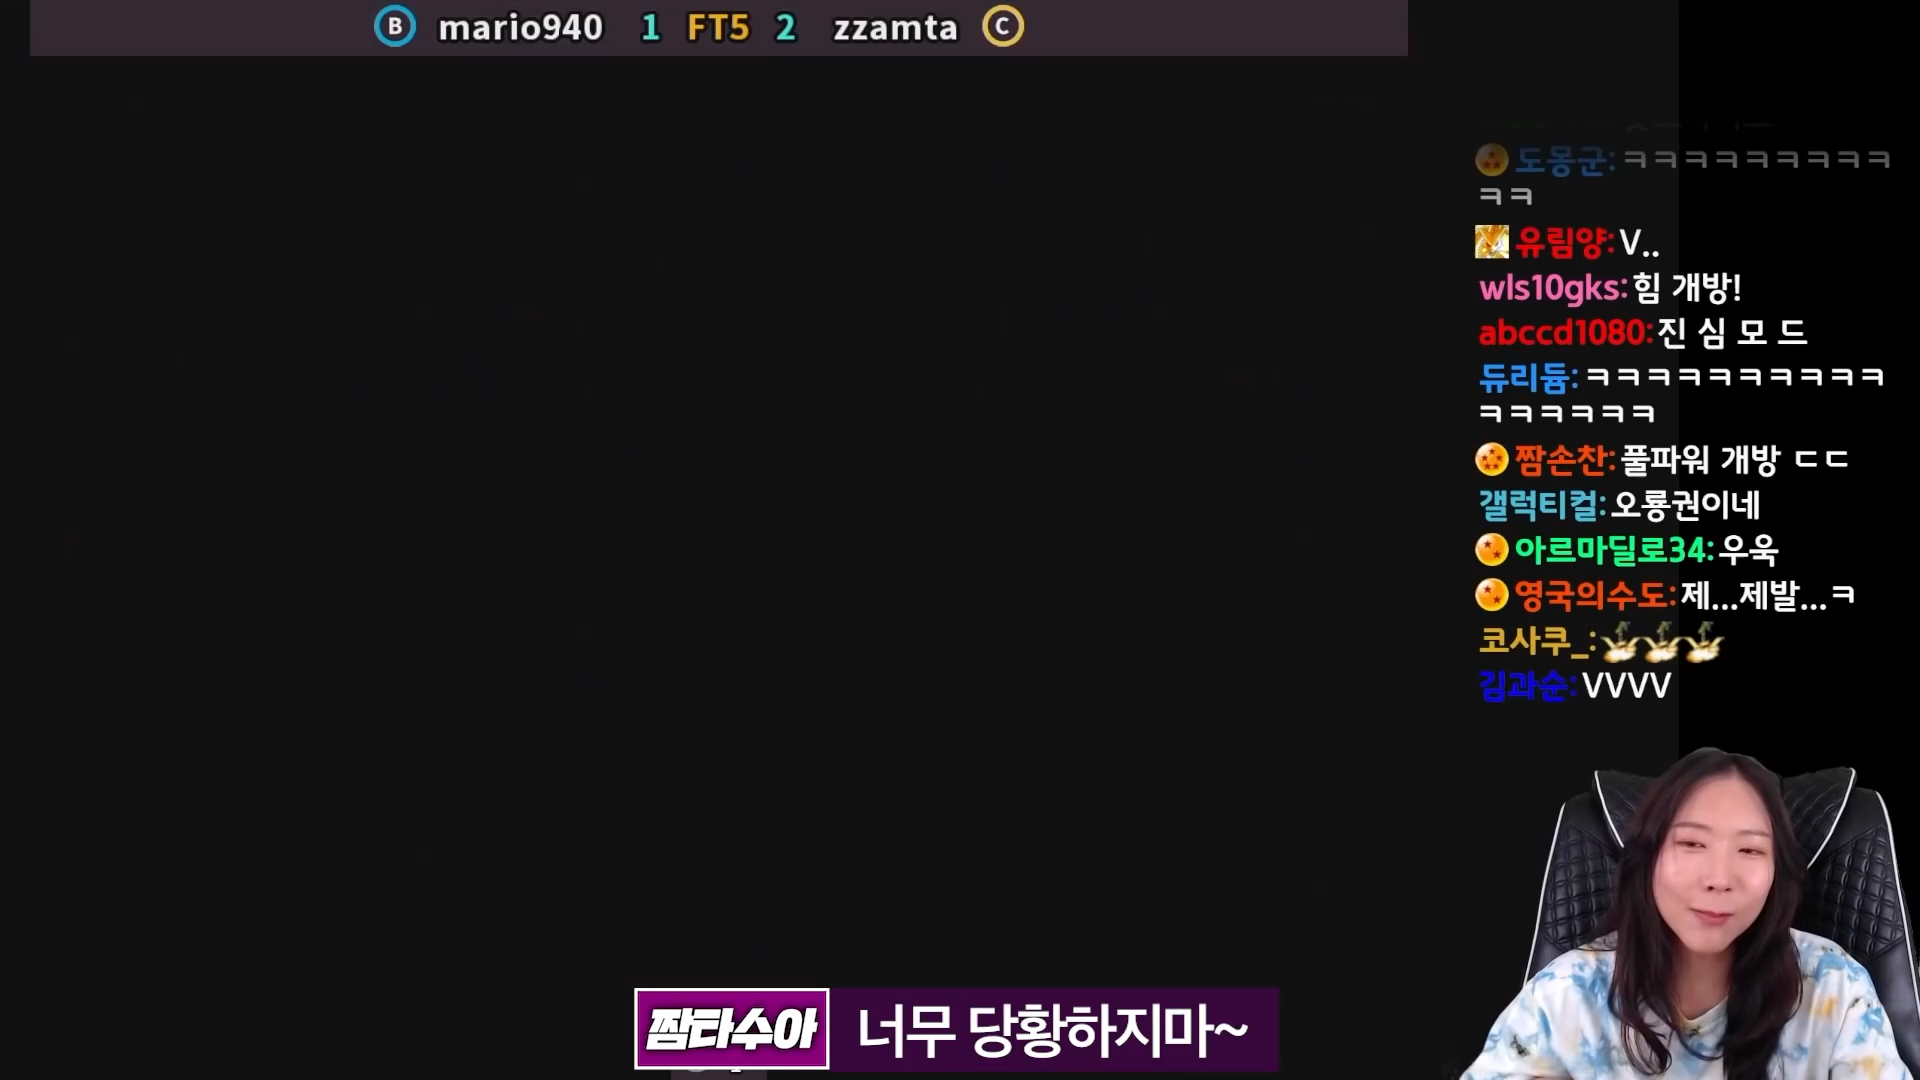 B mario940 1 FT5 2 zzamta C
도몽군:ㅋㅋㅋㅋㅋㅋㅋㅋㅋ
ㅋㅋ
유림양:V..
wls10gks:힘 개방!
abccd1080:진 심 모 드
듀리듐:ㅋㅋㅋㅋㅋㅋㅋㅋㅋㅋ
ㅋㅋㅋㅋㅋㅋ
짬손찬:풀파워 개방 ㄷㄷ
갤럭티컬:오룡권이네
아르마딜로34:우욱
영국의수도:제...제발...ㅋ
코사쿠_:
김과순:VVVV
짬타수아 너무 당황하지마~